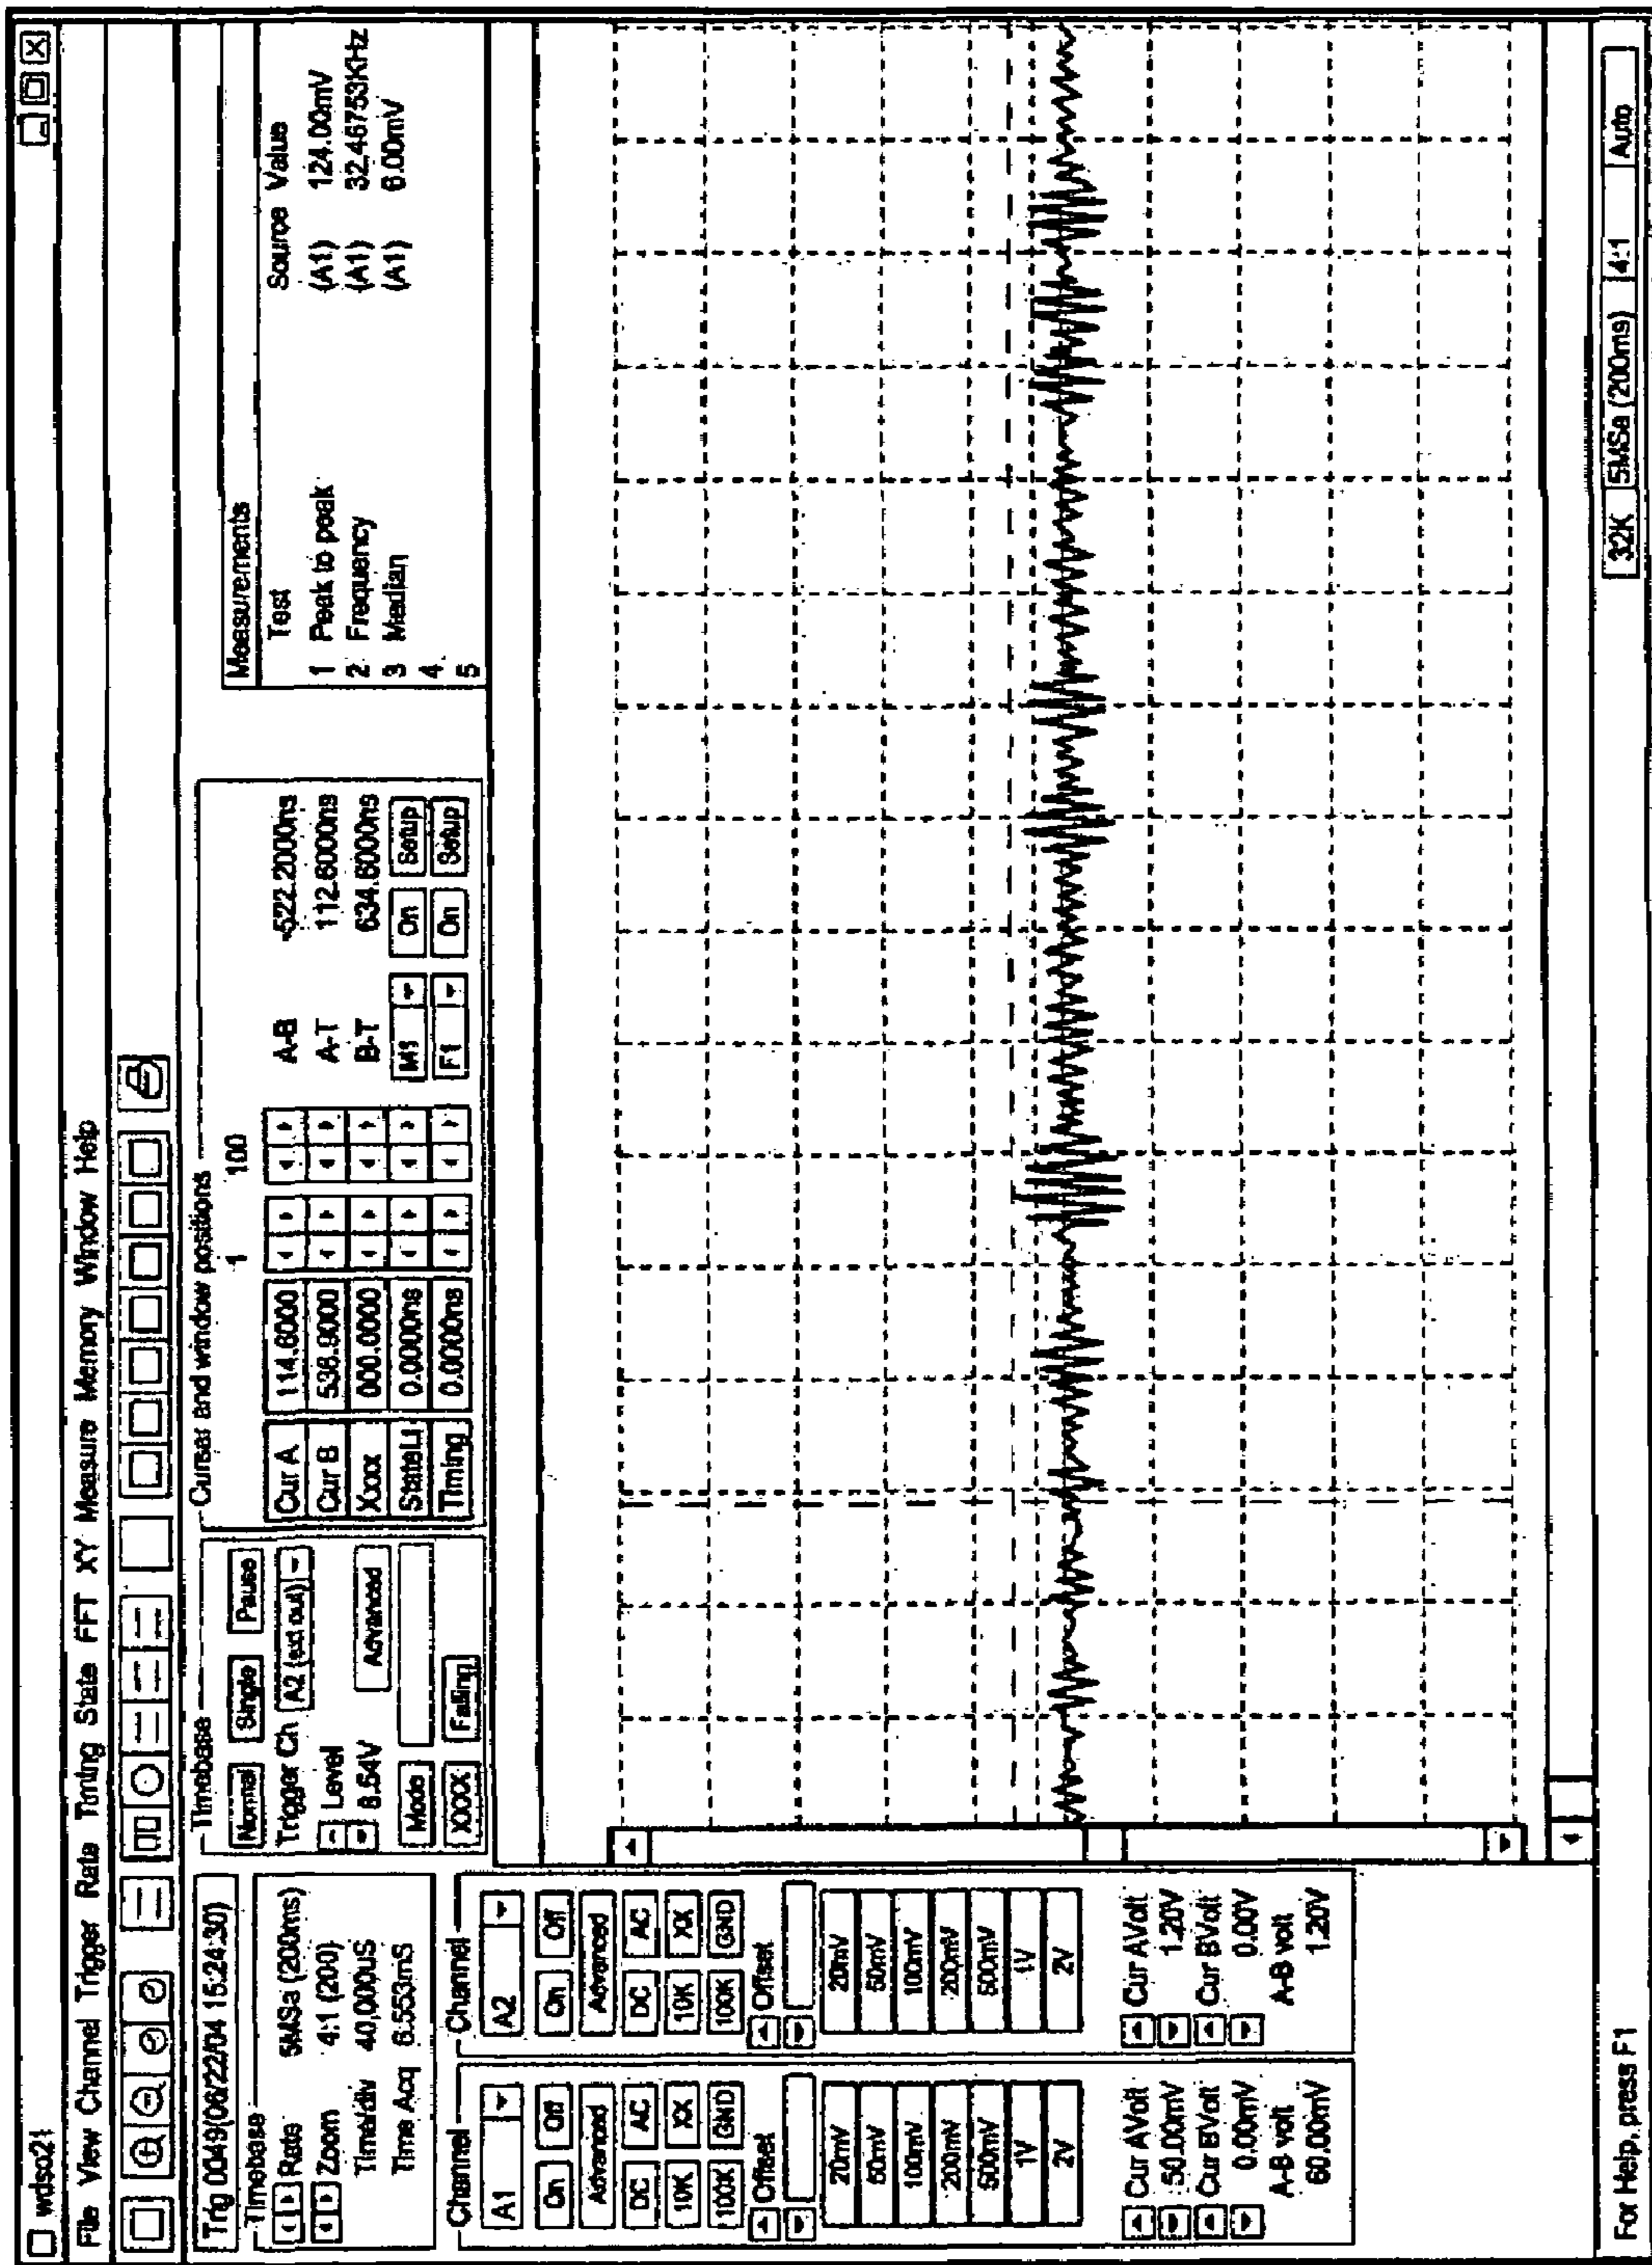 wdso21
File View Channel Trigger Rate Timing State FFT XY Measure Memory Window Help
Trig 0049(06/22/04 15:24:30)
Timebase
Rate 5MSa (200ms)
Zoom 4:1 (200)
Time/div 40,000uS
Time Acq 6.553mS
Timebase
Normal Single Pause
Trigger Ch A2 (ext out)
Level
8.54V
Advanced
Mode
XXXX Falling
Curser and window positions
1 100
Cur A 114.6000
Cur B 536.9000
Xxxx 000.0000
StateLi 0.0000ns
Timing 0.0000ns
A-B -522.2000ns
A-T 112.6000ns
B-T 634.8000ns
M1 On Setup
F1 On Setup
Measurements
Test Source Value
1 Peak to peak (A1) 124.00mV
2 Frequency (A1) 32.46753KHz
3 Median (A1) 6.00mV
4
5
Channel
A1
On Off
Advanced
DC AC
10K XX
100K GND
Offset
20mV
50mV
100mV
200mV
500mV
1V
2V
Cur AVolt
50.00mV
Cur BVolt
0.00mV
A-B volt
60.00mV
Channel
A2
On Off
Advanced
DC AC
10K XX
100K GND
Offset
20mV
50mV
100mV
200mV
500mV
1V
2V
Cur AVolt
1.20V
Cur BVolt
0.00V
A-B volt
1.20V
For Help, press F1
32K 5MSa (200ms) 4:1 Auto